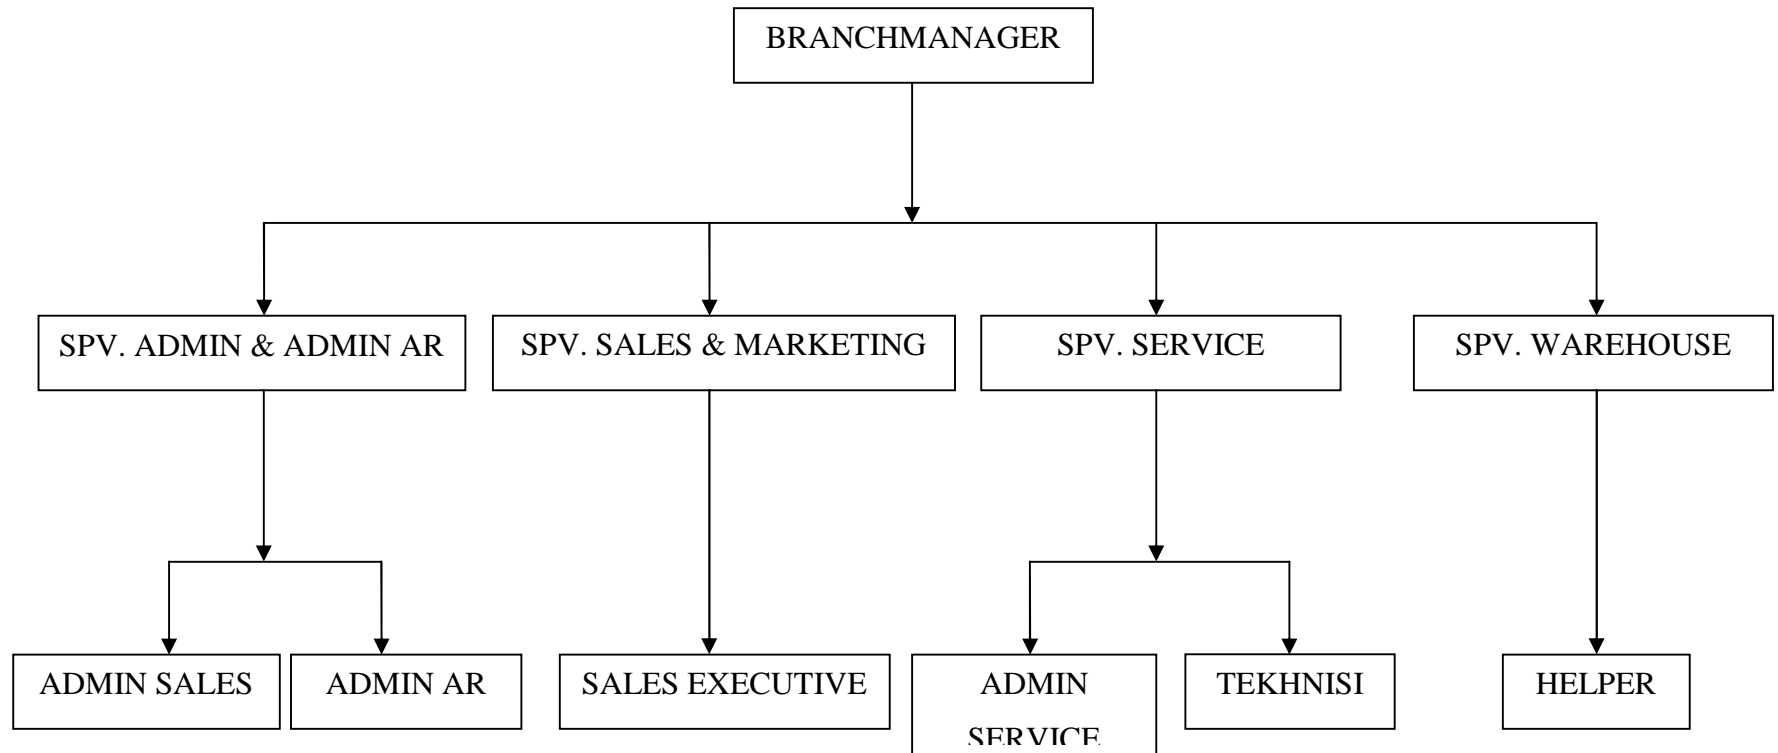 BRANCHMANAGER
SPV. ADMIN & ADMIN AR
SPV. SALES & MARKETING
SPV. SERVICE
SPV. WAREHOUSE
ADMIN SALES
ADMIN AR
SALES EXECUTIVE
ADMIN
SERVICE
TEKHNISI
HELPER